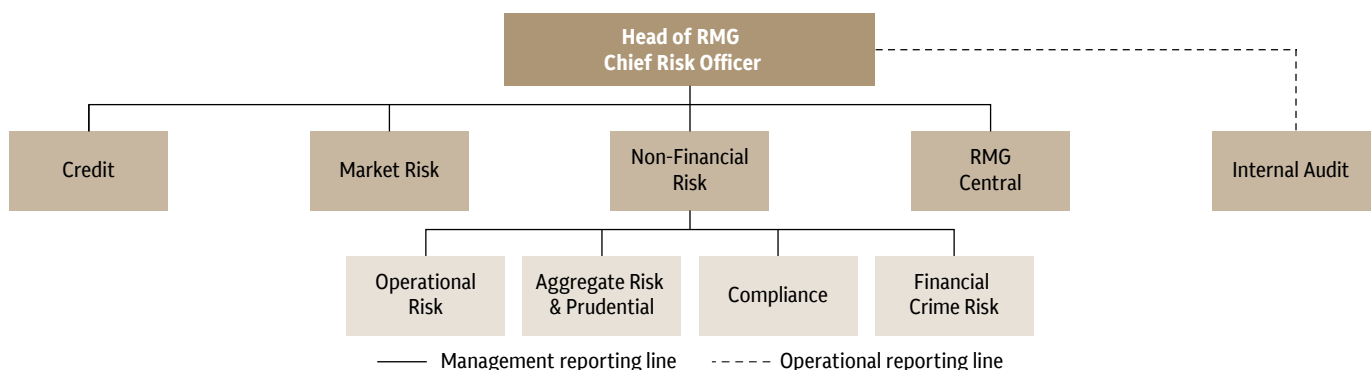 Head of RMG
Chief Risk Officer
Credit
Market Risk
Non-Financial
Risk
RMG
Central
Internal Audit
Operational
Risk
Aggregate Risk
& Prudential
Compliance
Financial
Crime Risk
Management reporting line
Operational reporting line